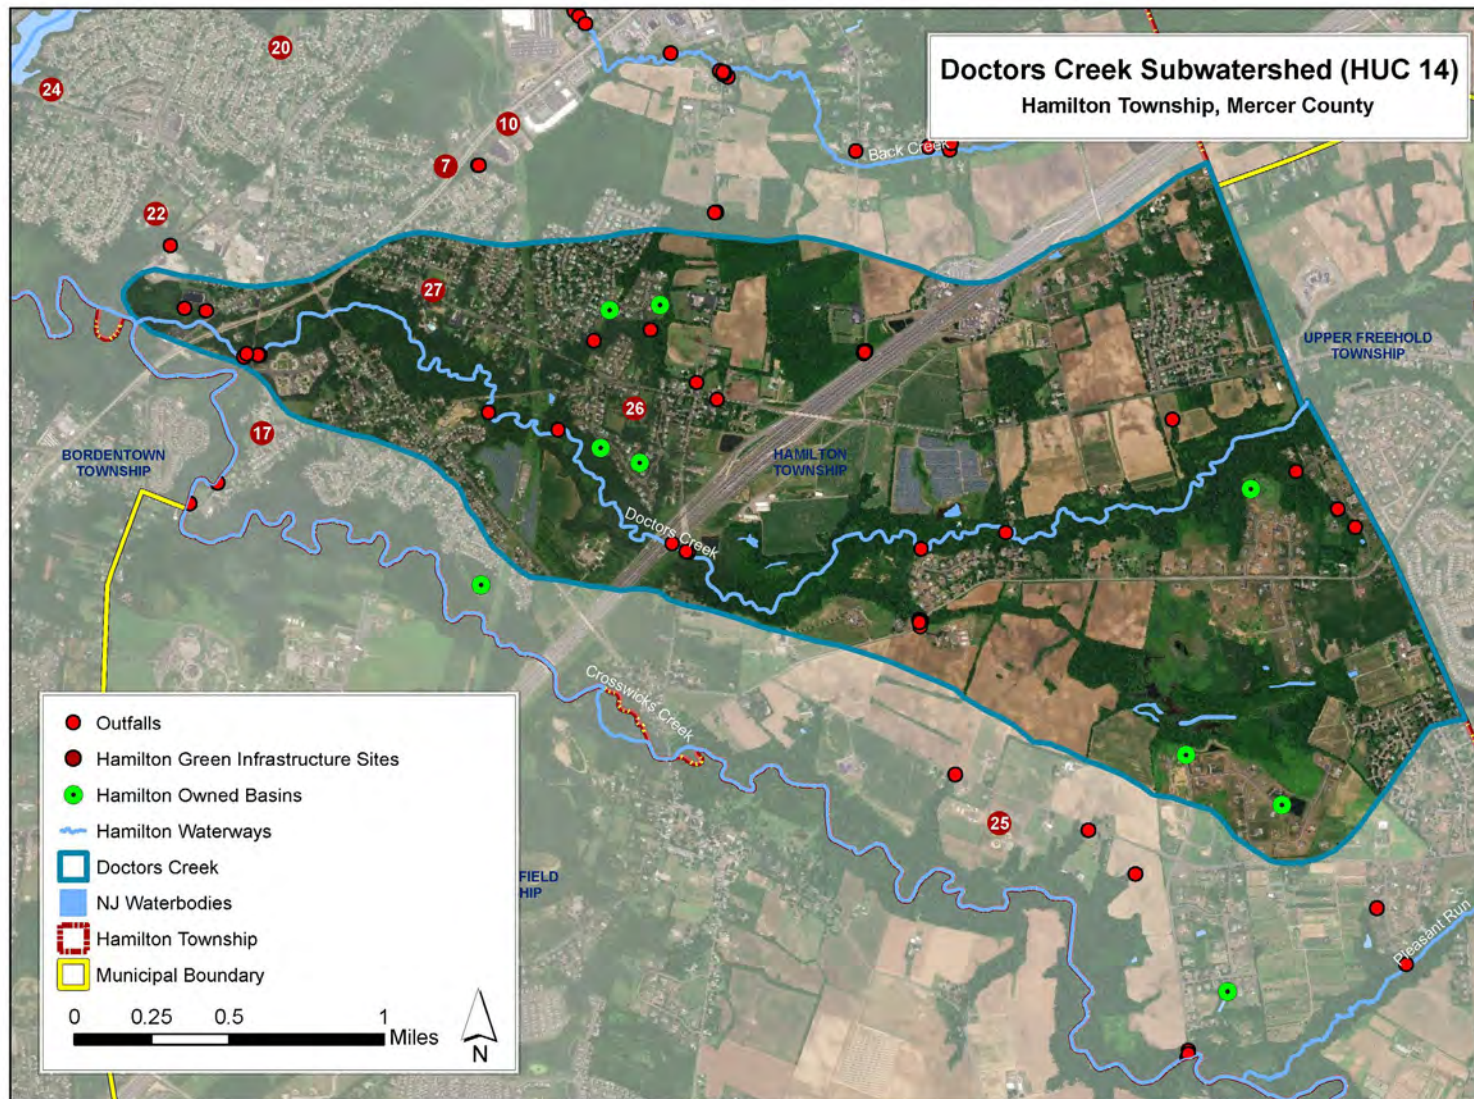 Doctors Creek Subwatershed (HUC 14)
Hamilton Township, Mercer County
20
24
10
7
22
Back Creek
27
UPPER FREEHOLD
TOWNSHIP
26
17
BORDENTOWN
TOWNSHIP
HAMILTON
TOWNSHIP
Doctors Creek
Crosswicks Creek
25
FIELD
HIP
Pleasant Run
Outfalls
Hamilton Green Infrastructure Sites
Hamilton Owned Basins
Hamilton Waterways
Doctors Creek
NJ Waterbodies
Hamilton Township
Municipal Boundary
0 0.25 0.5 1
Miles
N